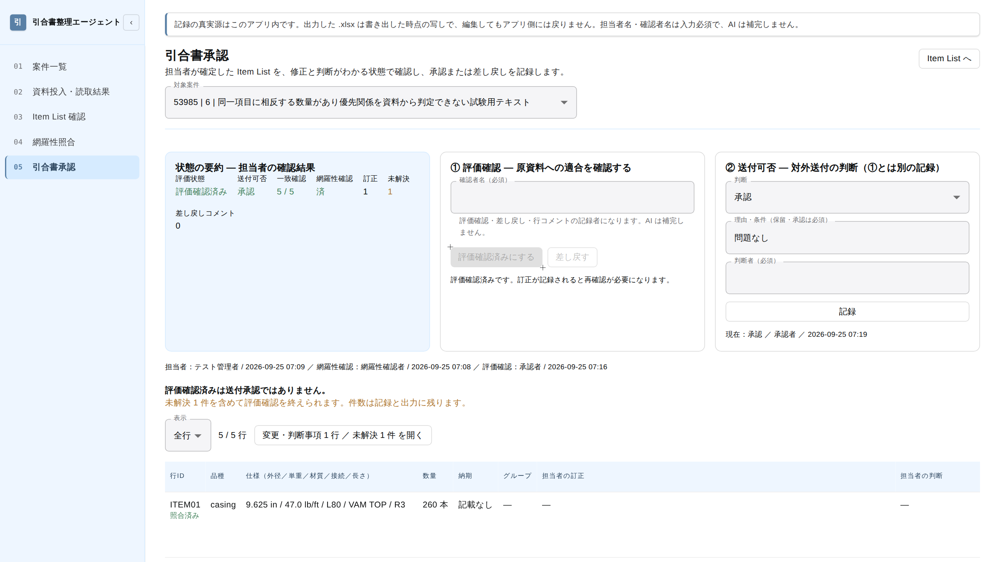 引 引合書整理エージェント ‹
01 案件一覧
02 資料投入・読取結果
03 Item List 確認
04 網羅性照合
05 引合書承認
記録の真実源はこのアプリ内です。出力した .xlsx は書き出した時点の写しで、編集してもアプリ側には戻りません。担当者名・確認者名は入力必須で、AI は補完しません。
引合書承認
Item List へ
担当者が確定した Item List を、修正と判断がわかる状態で確認し、承認または差し戻しを記録します。
対象案件
53985 | 6 | 同一項目に相反する数量があり優先関係を資料から判定できない試験用テキスト
状態の要約 — 担当者の確認結果
評価状態 送付可否 一致確認 網羅性確認 訂正 未解決
評価確認済み 承認 5 / 5 済 1 1
差し戻しコメント
0
① 評価確認 — 原資料への適合を確認する
確認者名（必須）
評価確認・差し戻し・行コメントの記録者になります。AI は補完し
ません。
評価確認済みにする 差し戻す
評価確認済みです。訂正が記録されると再確認が必要になります。
② 送付可否 — 対外送付の判断（①とは別の記録）
判断
承認
理由・条件（保留・承認は必須）
問題なし
判断者（必須）
記録
現在：承認 ／ 承認者 ／ 2026-09-25 07:19
担当者：テスト管理者 / 2026-09-25 07:09 ／ 網羅性確認：網羅性確認者 / 2026-09-25 07:08 ／ 評価確認：承認者 / 2026-09-25 07:16
評価確認済みは送付承認ではありません。
未解決 1 件を含めて評価確認を終えられます。件数は記録と出力に残ります。
表示
全行 5 / 5 行 変更・判断事項 1 行 ／ 未解決 1 件 を開く
行ID 品種 仕様（外径／単重／材質／接続／長さ） 数量 納期 グループ 担当者の訂正 担当者の判断
ITEM01 casing 9.625 in / 47.0 lb/ft / L80 / VAM TOP / R3 260 本 記載なし — — —
照合済み